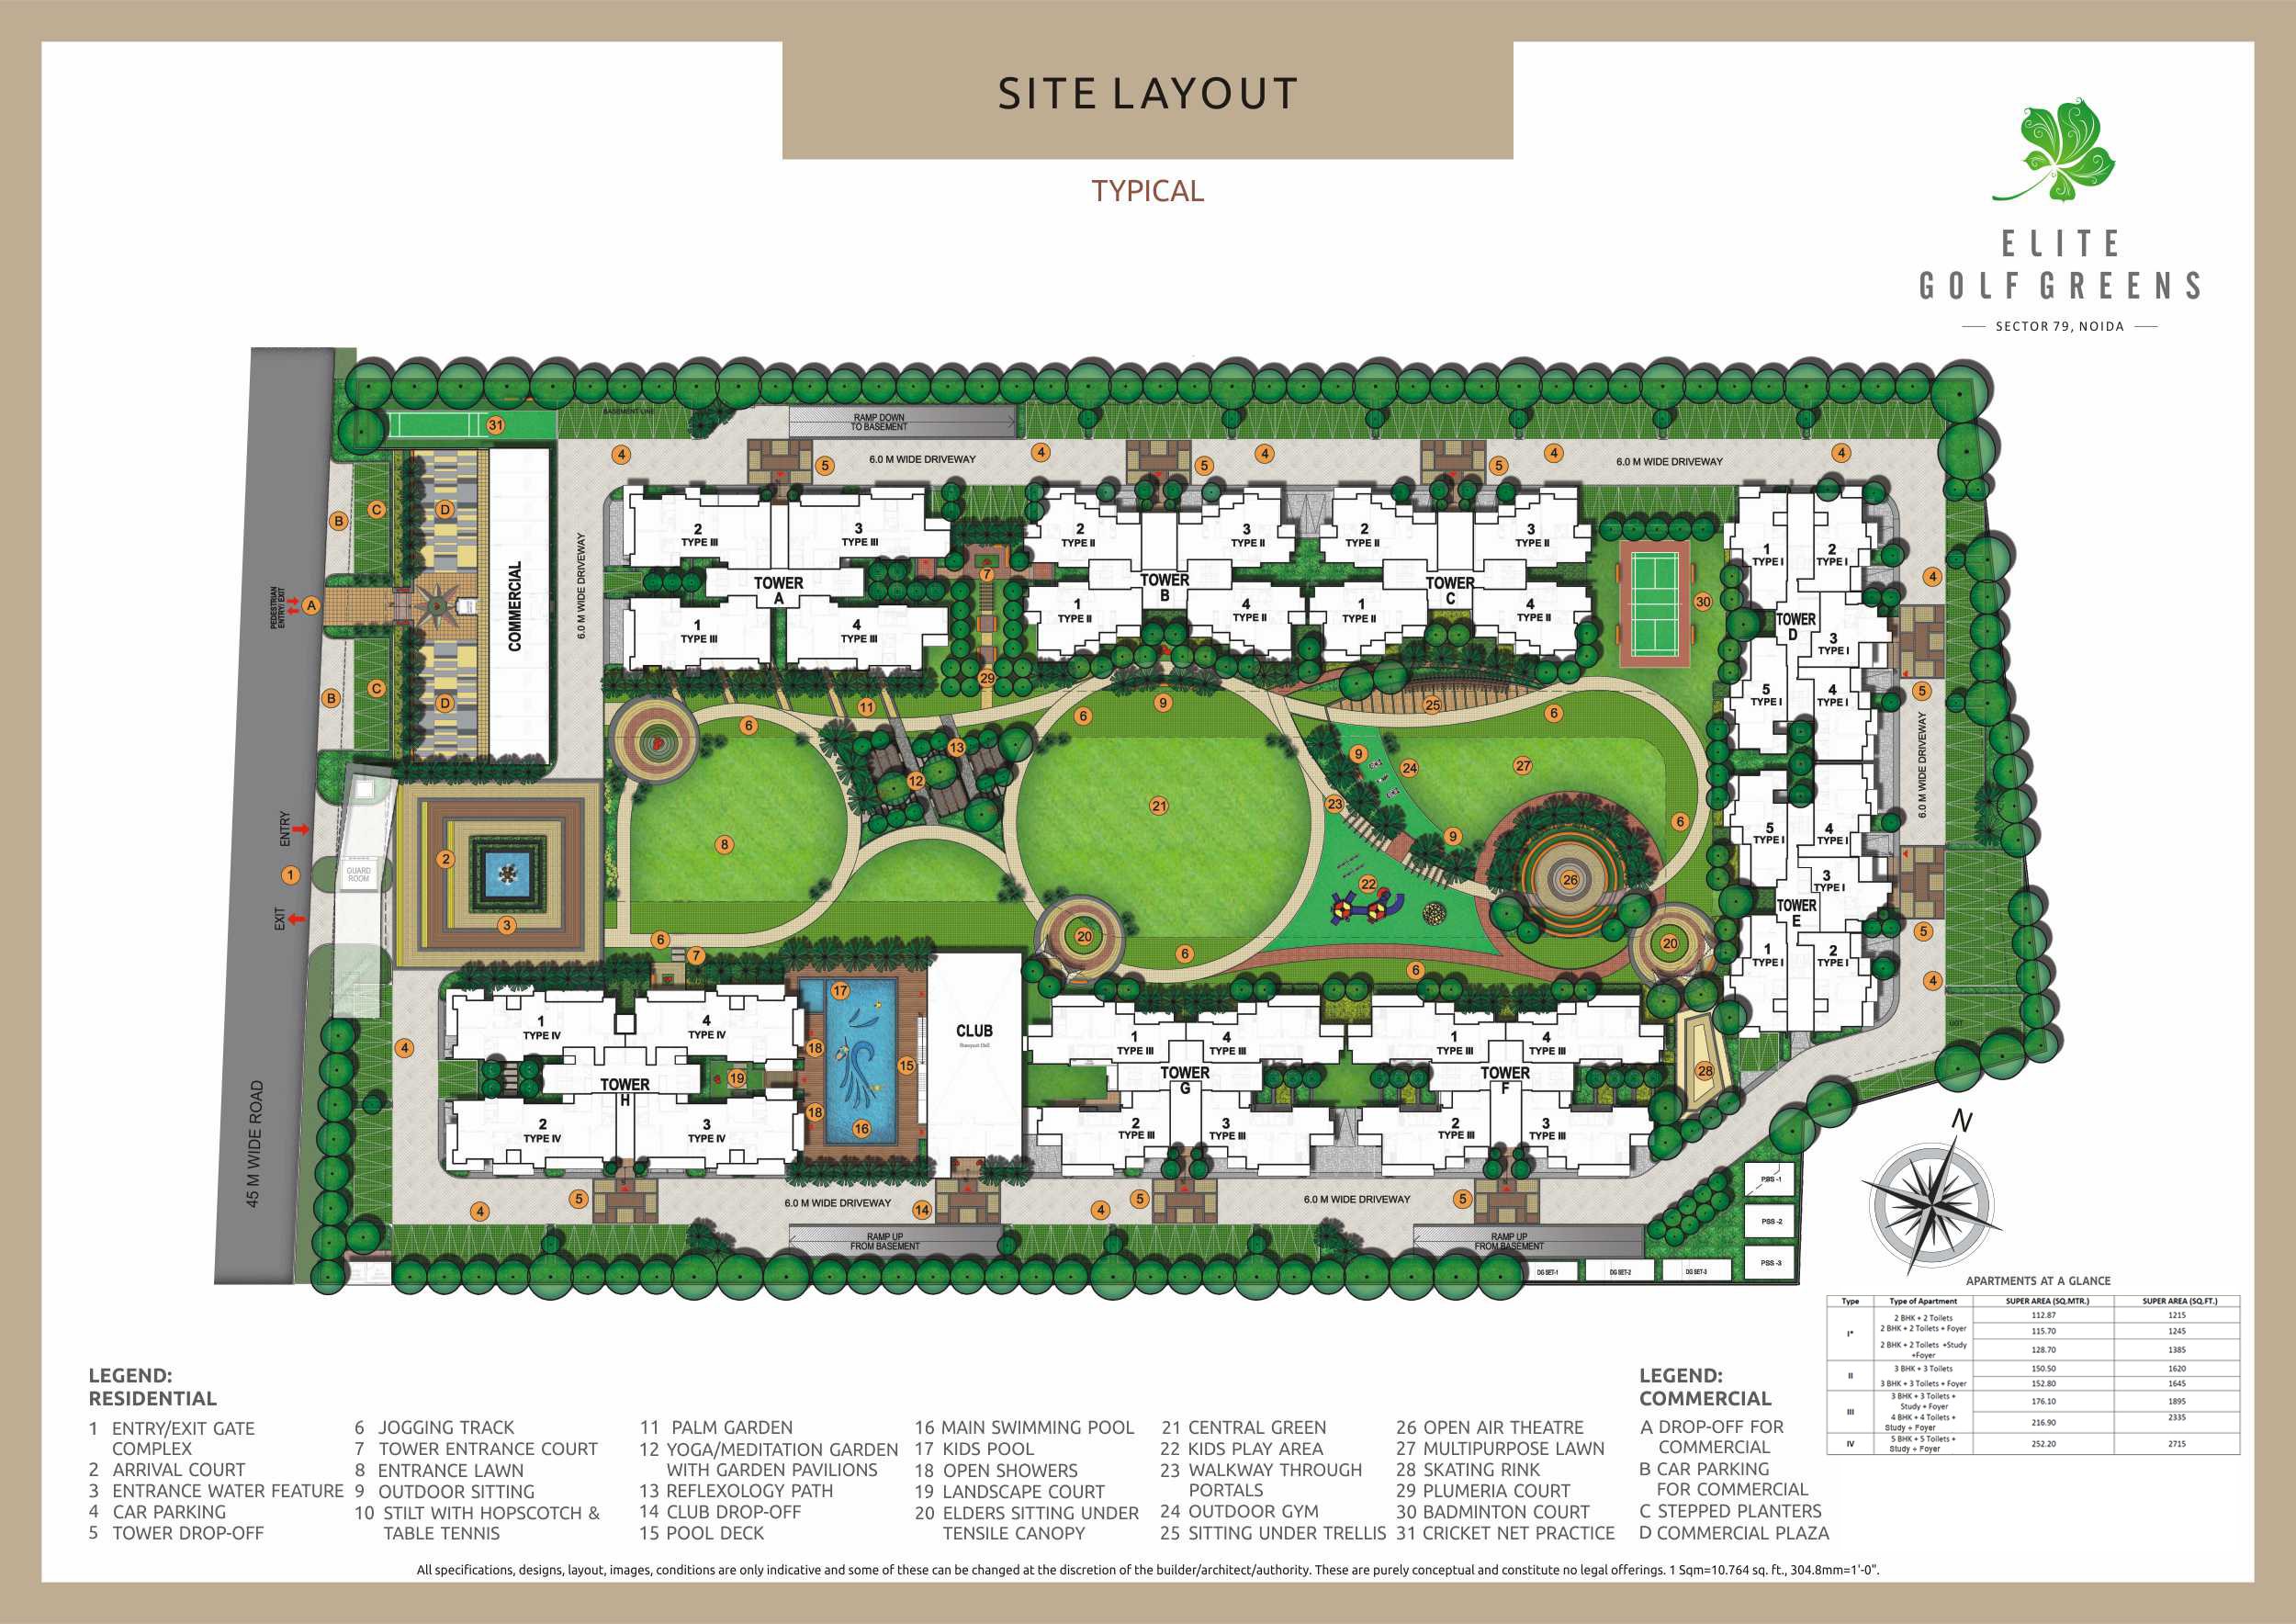 SITE LAYOUT
TYPICAL
ELITE
GOLF GREENS
SECTOR 79, NOIDA
31
BASEMENT LINE
RAMP DOWN
TO BASEMENT
4
5
6.0 M WIDE DRIVEWAY
4
5
4
5
4
6.0 M WIDE DRIVEWAY
4
B
C
D
COMMERCIAL
6.0 M WIDE DRIVEWAY
PEDESTRIAN
ENTRY/ EXIT
A
B
C
D
2
TYPE III
3
TYPE III
TOWER
A
1
TYPE III
4
TYPE III
7
29
2
TYPE II
3
TYPE II
TOWER
B
1
TYPE II
4
TYPE II
2
TYPE II
3
TYPE II
TOWER
C
1
TYPE II
4
TYPE II
30
1
TYPE I
2
TYPE I
TOWER
D
3
TYPE I
5
TYPE I
4
TYPE I
4
5
6.0 M WIDE DRIVEWAY
5
TYPE I
4
TYPE I
3
TYPE I
TOWER
E
1
TYPE I
2
TYPE I
5
4
UGT
6
11
6
9
25
6
13
12
9
24
27
21
23
9
6
8
22
26
20
20
6
6
6
7
ENTRY
1
EXIT
GUARD
ROOM
2
3
45 M WIDE ROAD
4
1
TYPE IV
4
TYPE IV
TOWER
H
2
TYPE IV
3
TYPE IV
19
17
18
15
18
16
CLUB
Banquet Hall
1
TYPE III
4
TYPE III
TOWER
G
2
TYPE III
3
TYPE III
1
TYPE III
4
TYPE III
TOWER
F
2
TYPE III
3
TYPE III
28
4
5
6.0 M WIDE DRIVEWAY
14
4
5
6.0 M WIDE DRIVEWAY
5
RAMP UP
FROM BASEMENT
RAMP UP
FROM BASEMENT
DG SET-1
DG SET-2
DG SET-3
PSS -1
PSS -2
PSS -3
N
APARTMENTS AT A GLANCE
Type Type of Apartment SUPER AREA (SQ.MTR.) SUPER AREA (SQ.FT.)
I* 2 BHK + 2 Toilets 112.87 1215
2 BHK + 2 Toilets + Foyer 115.70 1245
2 BHK + 2 Toilets +Study
+Foyer 128.70 1385
II 3 BHK + 3 Toilets 150.50 1620
3 BHK + 3 Toilets + Foyer 152.80 1645
III 3 BHK + 3 Toilets +
Study + Foyer 176.10 1895
4 BHK + 4 Toilets +
Study + Foyer 216.90 2335
IV 5 BHK + 5 Toilets +
Study + Foyer 252.20 2715
LEGEND:
RESIDENTIAL
1 ENTRY/EXIT GATE
COMPLEX
2 ARRIVAL COURT
3 ENTRANCE WATER FEATURE
4 CAR PARKING
5 TOWER DROP-OFF
6 JOGGING TRACK
7 TOWER ENTRANCE COURT
8 ENTRANCE LAWN
9 OUTDOOR SITTING
10 STILT WITH HOPSCOTCH &
TABLE TENNIS
11 PALM GARDEN
12 YOGA/MEDITATION GARDEN
WITH GARDEN PAVILIONS
13 REFLEXOLOGY PATH
14 CLUB DROP-OFF
15 POOL DECK
16 MAIN SWIMMING POOL
17 KIDS POOL
18 OPEN SHOWERS
19 LANDSCAPE COURT
20 ELDERS SITTING UNDER
TENSILE CANOPY
21 CENTRAL GREEN
22 KIDS PLAY AREA
23 WALKWAY THROUGH
PORTALS
24 OUTDOOR GYM
25 SITTING UNDER TRELLIS
26 OPEN AIR THEATRE
27 MULTIPURPOSE LAWN
28 SKATING RINK
29 PLUMERIA COURT
30 BADMINTON COURT
31 CRICKET NET PRACTICE
LEGEND:
COMMERCIAL
A DROP-OFF FOR
COMMERCIAL
B CAR PARKING
FOR COMMERCIAL
C STEPPED PLANTERS
D COMMERCIAL PLAZA
All specifications, designs, layout, images, conditions are only indicative and some of these can be changed at the discretion of the builder/architect/authority. These are purely conceptual and constitute no legal offerings. 1 Sqm=10.764 sq. ft., 304.8mm=1'-0".